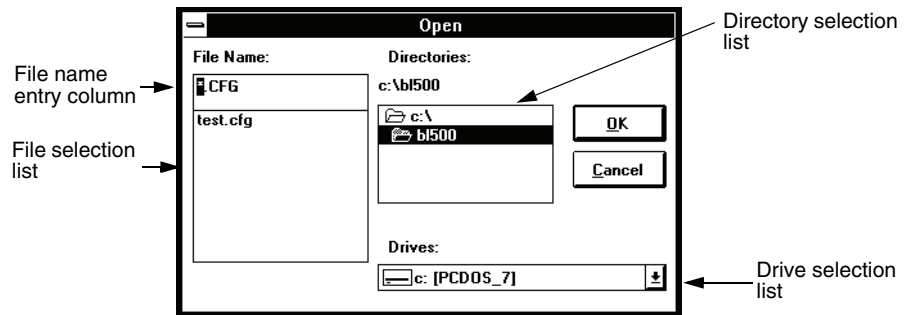 Open
Directory selection
list
File Name:
Directories:
File name
entry column
*.CFG
c:\bl500
test.cfg
c:\
bl500
OK
Cancel
File selection
list
Drives:
c: [PCDOS_7]
Drive selection
list